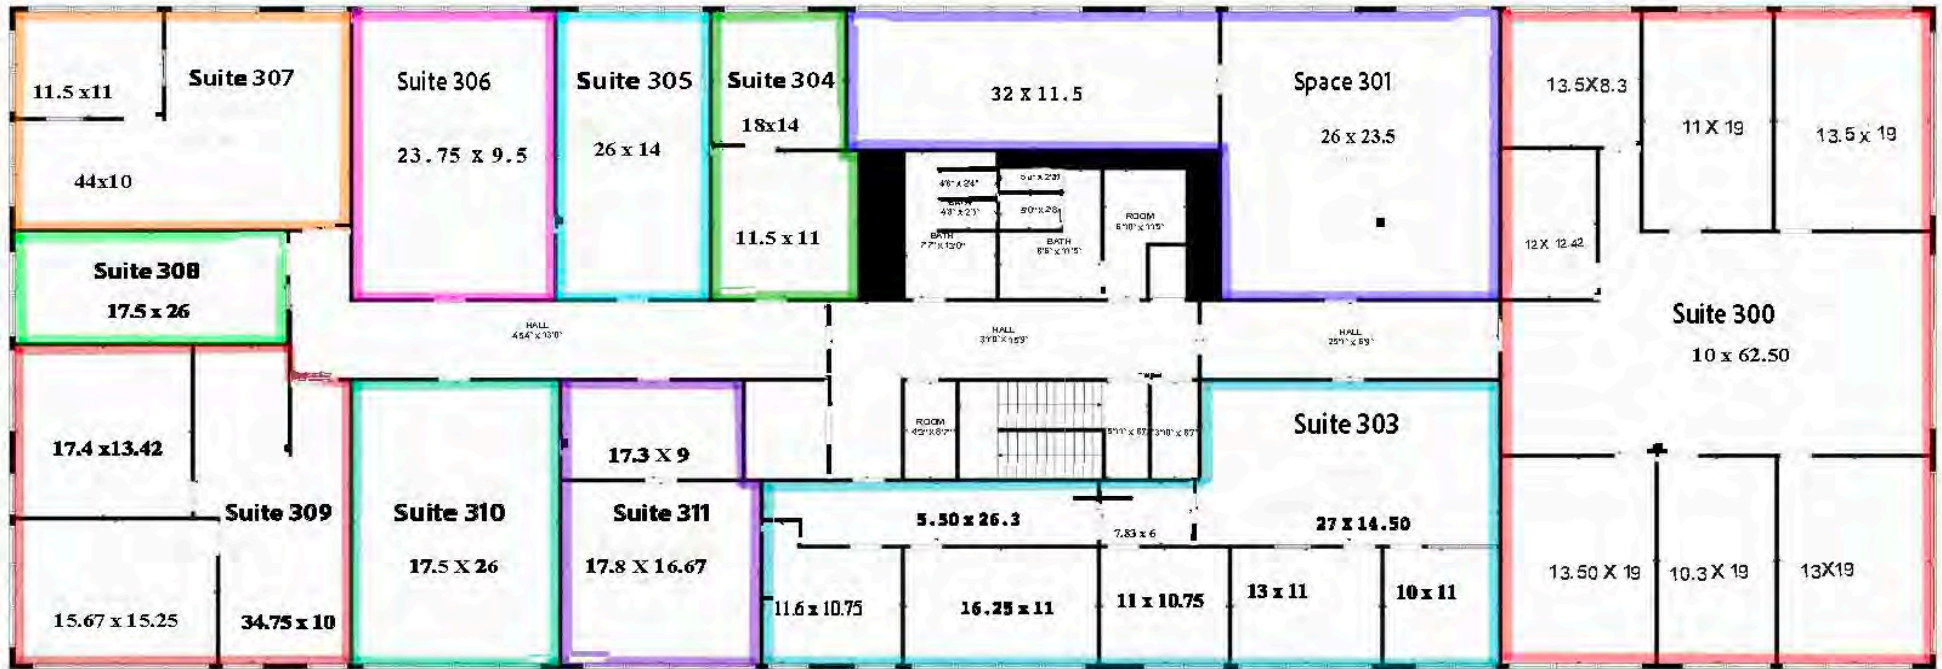 Suite 307
11.5 x11
44x10
Suite 306
23.75 x 9.5
Suite 305
26 x 14
Suite 304
18x14
11.5 x 11
32 X 11.5
Space 301
26 x 23.5
13.5X8.3
11 X 19
13.5 x 19
12X 12.42
Suite 300
10 x 62.50
Suite 308
17.5 x 26
BATH
BATH
ROOM
HALL
HALL
HALL
17.4 x13.42
Suite 309
15.67 x 15.25
34.75 x 10
Suite 310
17.5 X 26
17.3 X 9
Suite 311
17.8 X 16.67
ROOM
Suite 303
27 X 14.50
5.50 x 26.3
7.83 x 6
11.6 x 10.75
16.25 x 11
11 x 10.75
13 x 11
10 x 11
13.50 X 19
10.3 X 19
13X19